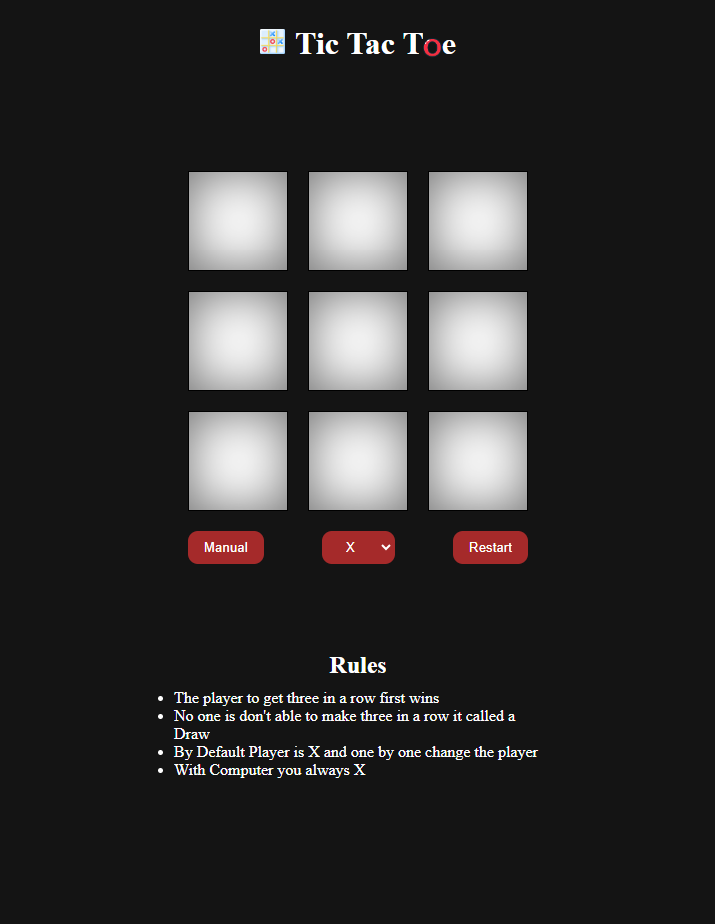 Tic Tac Toe
Manual
X
Restart
Rules
The player to get three in a row first wins
No one is don't able to make three in a row it called a
Draw
By Default Player is X and one by one change the player
With Computer you always X